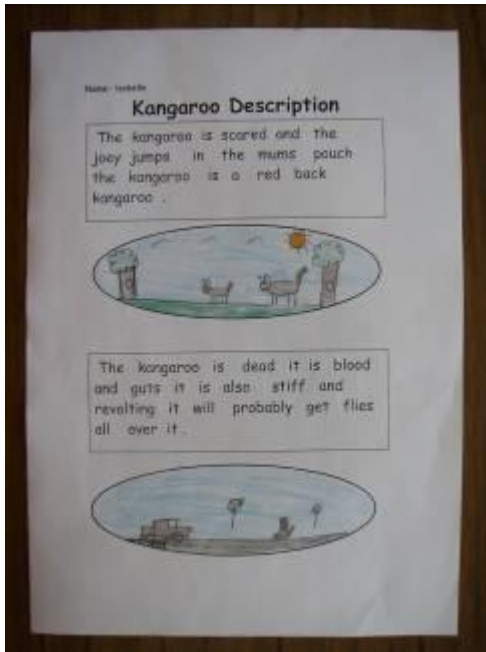 Name- Isabelle
Kangaroo Description
The kangaroo is scared and the
joey jumps in the mums pouch
the kangaroo is a red back
kangaroo .
The kangaroo is dead it is blood
and guts it is also stiff and
revolting it will probably get flies
all over it .